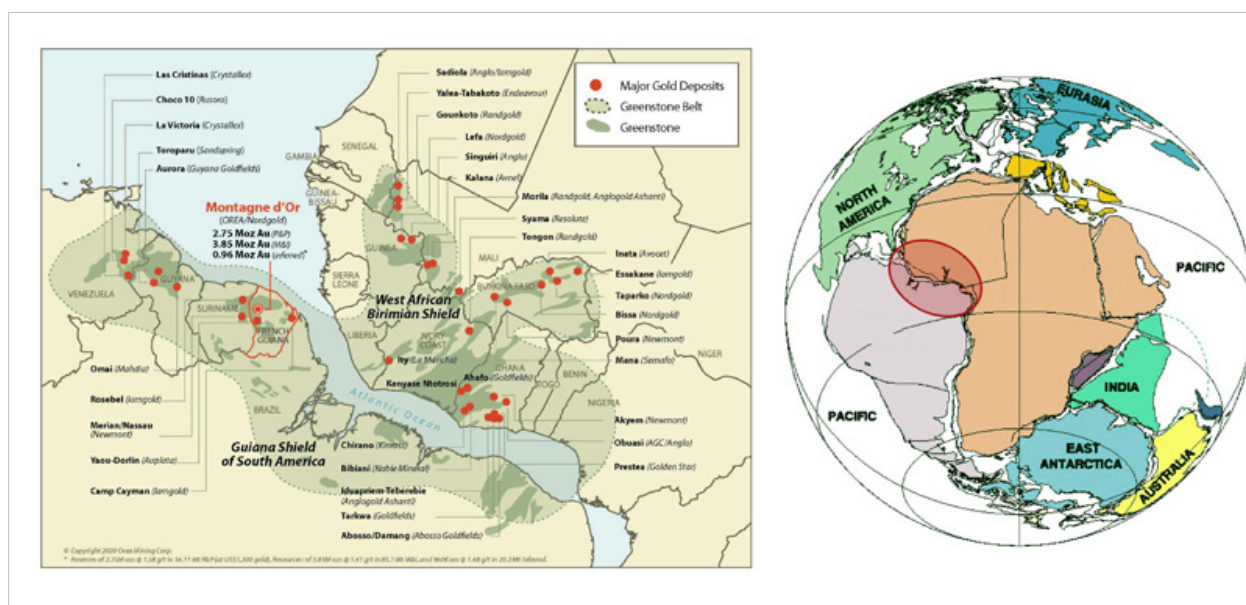 Las Cristinas (Crystallex)
Choco 10 (Rusoro)
La Victoria (Crystallex)
Toroparu (Sandspring)
Aurora (Guyana Goldfields)
Montagne d'Or
(OREA/Nordgold)
2.75 Moz Au (P&P)
3.85 Moz Au (M&I)
0.96 Moz Au (inferred)*
Sadiola (Anglo/Iamgold)
Yalea-Tabakoto (Endeavour)
Gounkoto (Randgold)
Lefa (Nordgold)
Singuiri (Anglo)
Kalana (Avnel)
Morila (Randgold, Anglogold Ashanti)
Syama (Resolute)
Tongon (Randgold)
Inata (Avocet)
Essakane (Iamgold)
Taparko (Nordgold)
Bissa (Nordgold)
Poura (Newmont)
Mana (Semafo)
Major Gold Deposits
Greenstone Belt
Greenstone
SENEGAL
GAMBIA
GUINEA-
BISSAU
GUINEA
SIERRA
LEONE
LIBERIA
MALI
BURKINA FASO
IVORY
COAST
GHANA
TOGO
BENIN
NIGERIA
NIGER
VENEZUELA
GUYANA
SURINAME
FRENCH
GUIANA
BRAZIL
West African
Birimian Shield
Guiana Shield
of South America
Atlantic Ocean
Ity (La Mancha)
Kenyase Ntotrosi
Ahafo (Goldfields)
Omai (Mahdia)
Rosebel (Iamgold)
Merian/Nassau
(Newmont)
Yaou-Dorlin (Auplata)
Camp Cayman (Iamgold)
Chirano (Kinross)
Bibiani (Noble Mineral)
Iduapriem-Teberebie
(Anglogold Ashanti)
Tarkwa (Goldfields)
Abosso/Damang (Abosso Goldfields)
Akyem (Newmont)
Obuasi (AGC/Anglo)
Prestea (Golden Star)
© Copyright 2020 Orea Mining Corp.
EURASIA
NORTH
AMERICA
PACIFIC
PACIFIC
INDIA
EAST
ANTARCTICA
AUSTRALIA